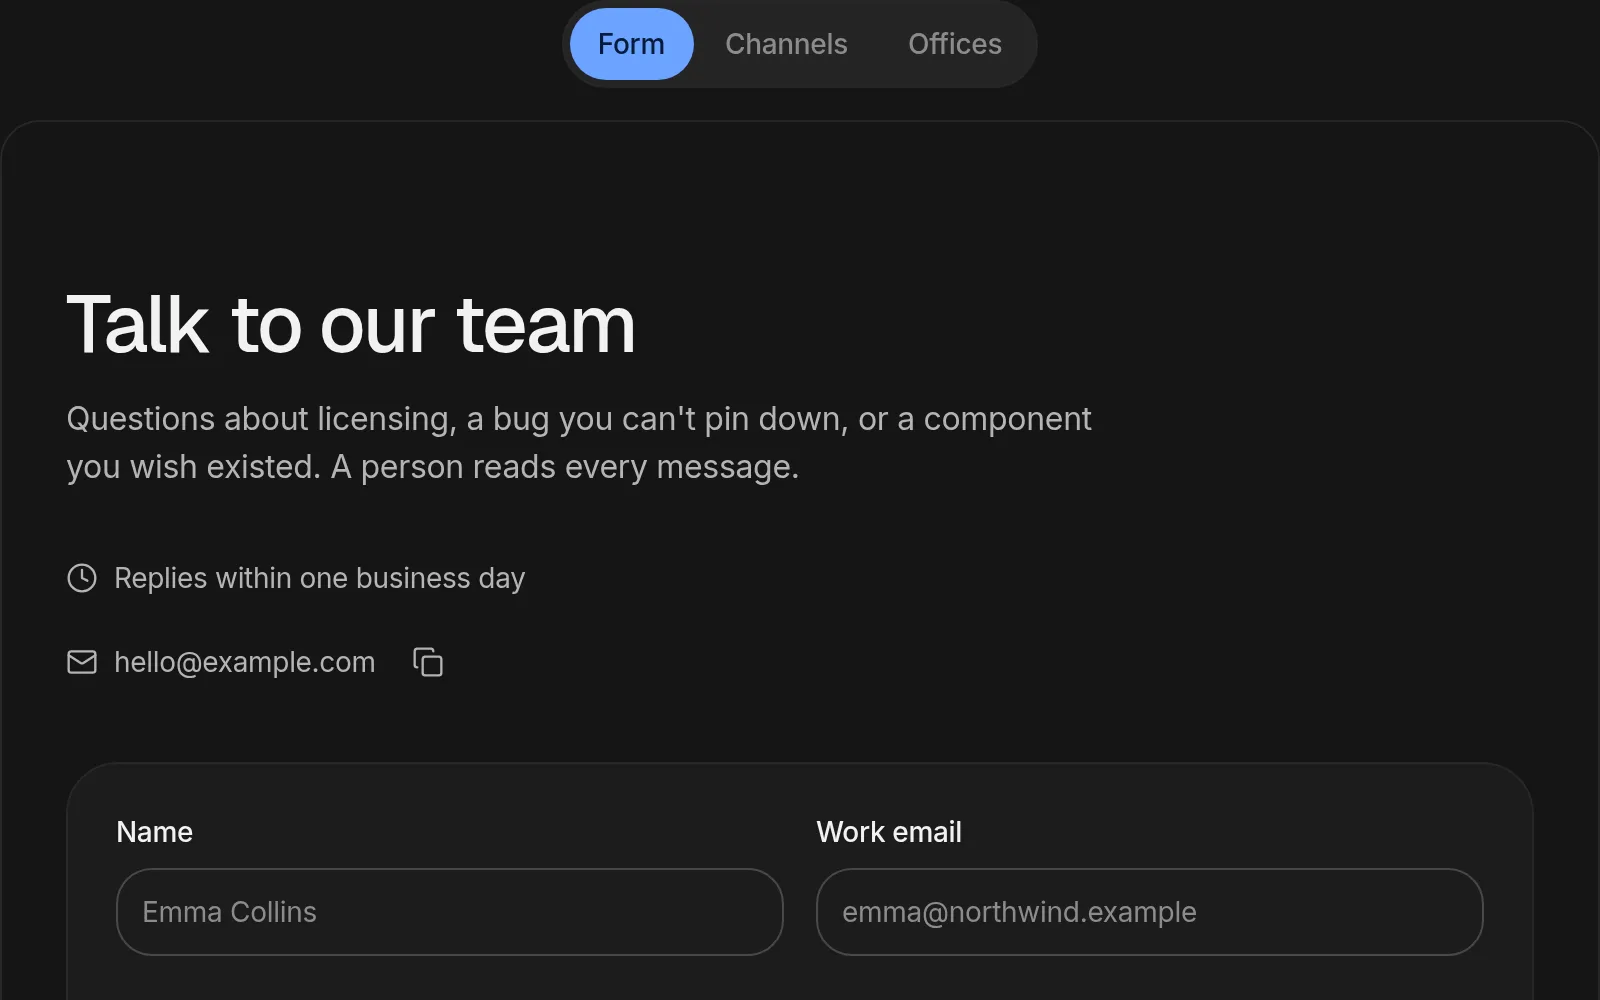 Form
Channels
Offices
Talk to our team
Questions about licensing, a bug you can't pin down, or a component
you wish existed. A person reads every message.
Replies within one business day
hello@example.com
Name
Work email
Emma Collins
emma@northwind.example